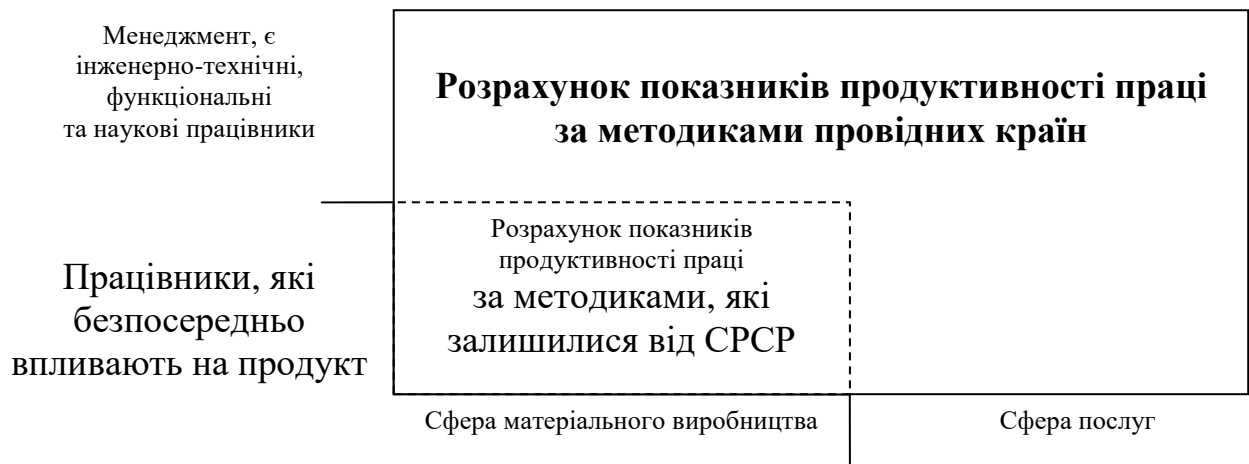 Менеджмент, є
інженерно-технічні,
функціональні
та наукові працівники
Розрахунок показників продуктивності праці
за методиками провідних країн
Працівники, які
безпосередньо
впливають на продукт
Розрахунок показників
продуктивності праці
за методиками, які
залишилися від СРСР
Сфера матеріального виробництва
Сфера послуг